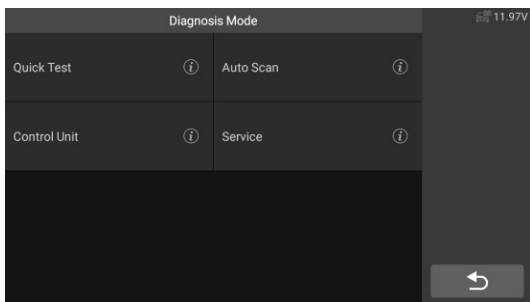 Diagnosis Mode
11.97V
Quick Test
Auto Scan
Control Unit
Service